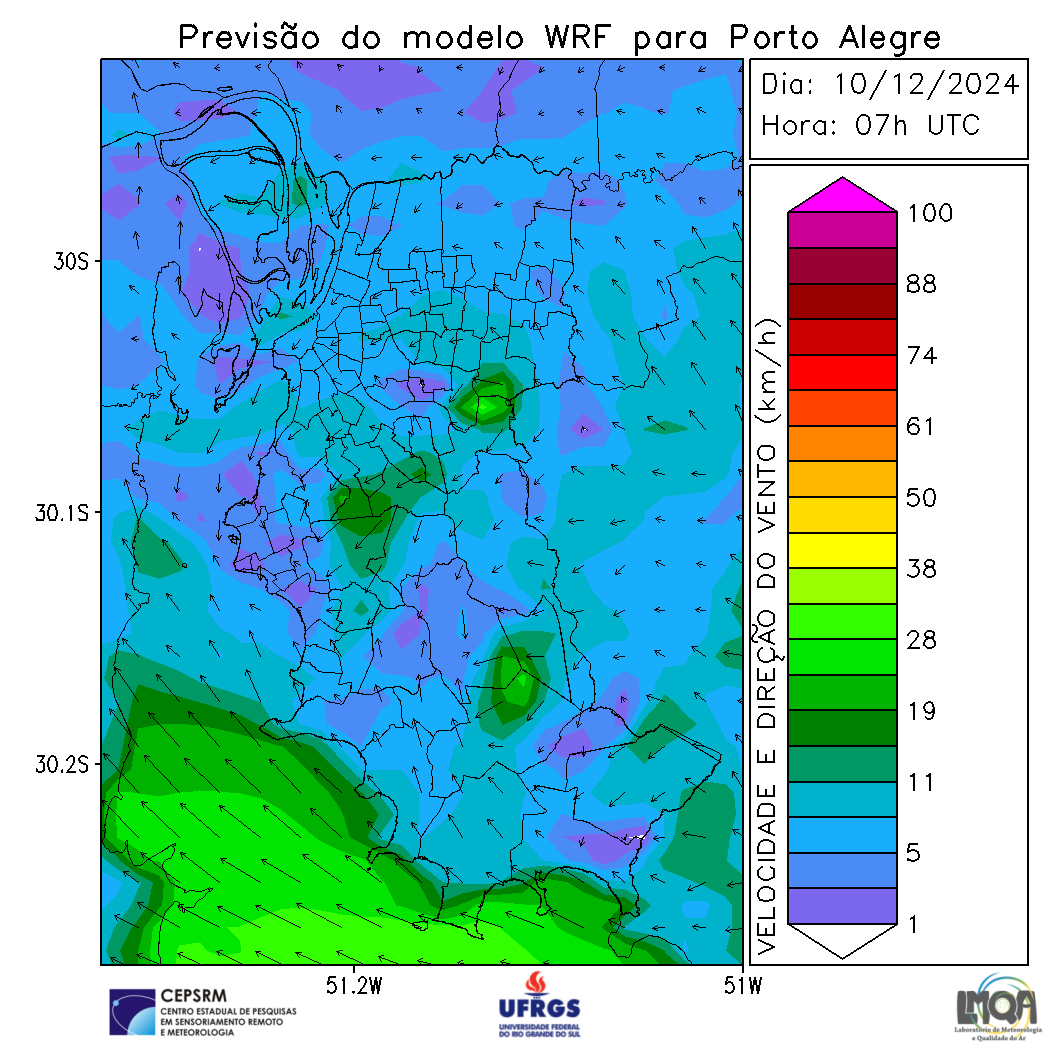 Previsão do modelo WRF para Porto Alegre
Dia: 10/12/2024
Hora: 07h UTC
30S
30.1S
30.2S
51.2W
51W
VELOCIDADE E DIREÇÃO DO VENTO (km/h)
100
88
74
61
50
38
28
19
11
5
1
CEPSRM
CENTRO ESTADUAL DE PESQUISAS
EM SENSORIAMENTO REMOTO
E METEOROLOGIA
UFRGS
UNIVERSIDADE FEDERAL
DO RIO GRANDE DO SUL
LMQA
Laboratório de Meteorologia
e Qualidade do Ar